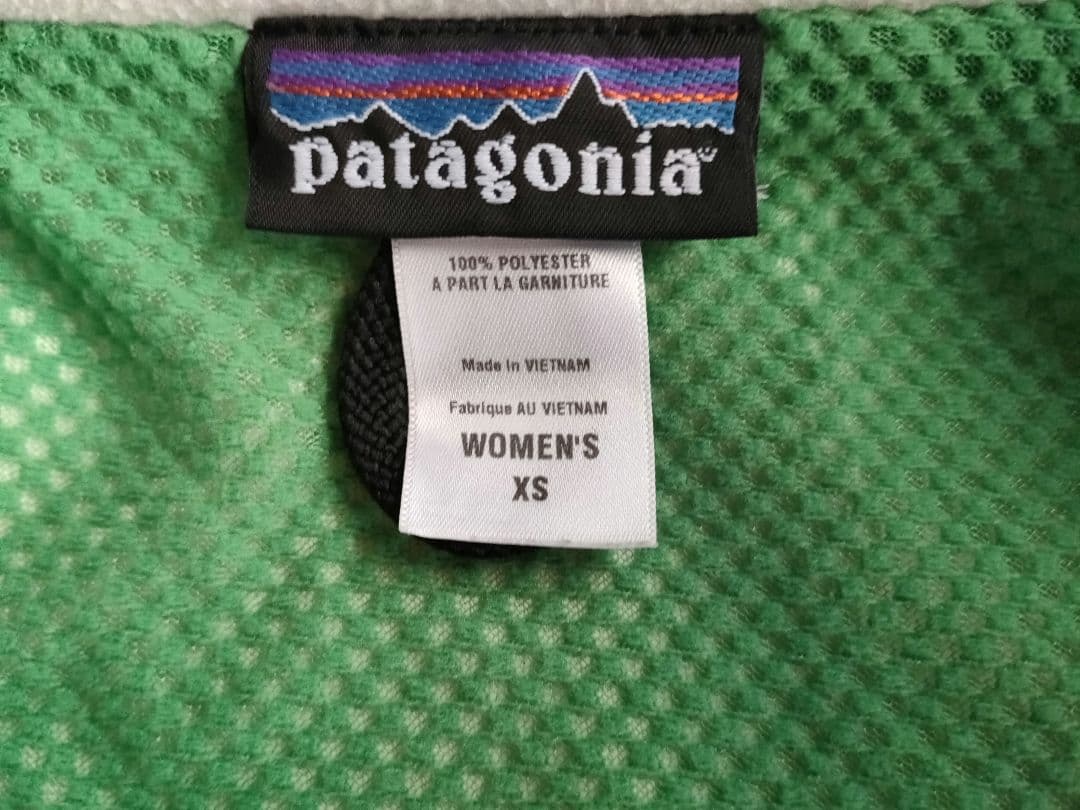 patagonia
100% POLYESTER
A PART LA GARNITURE
Made in VIETNAM
Fabrique AU VIETNAM
WOMEN'S
XS